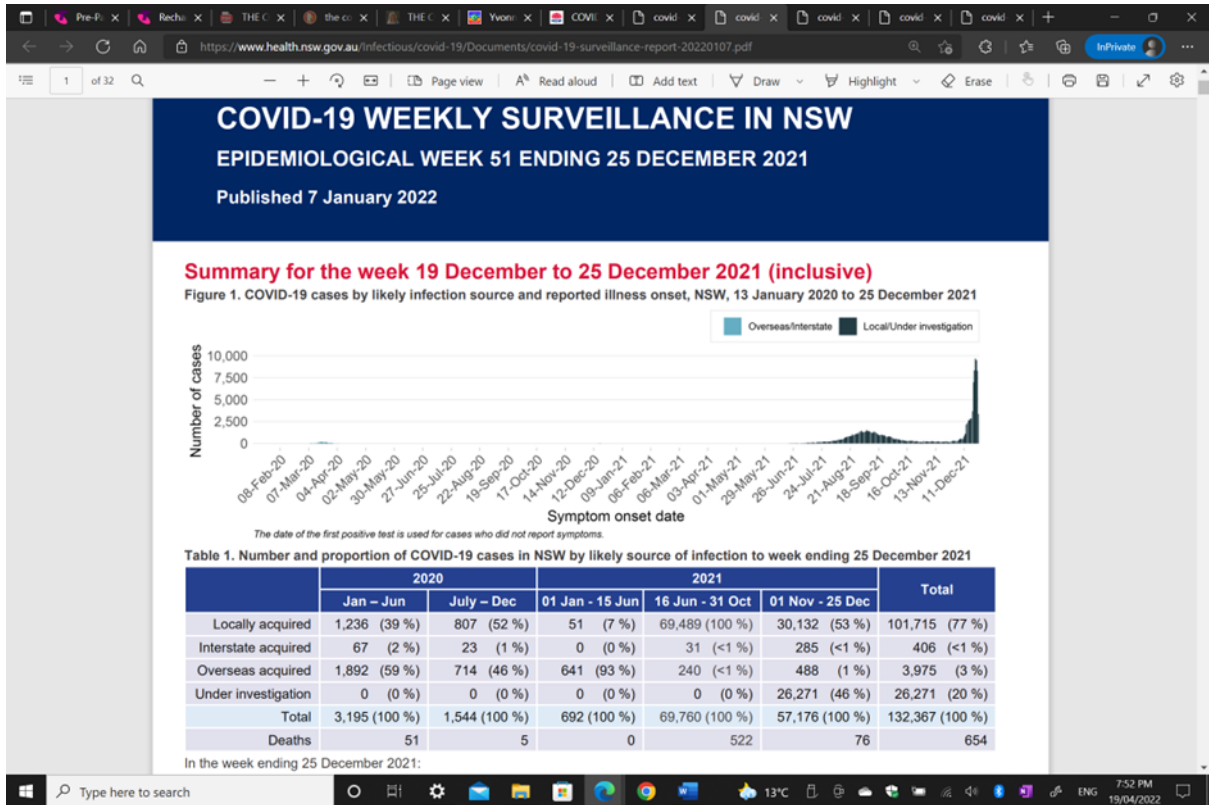 Pre-Pa
Recha
THE C
the co
THE C
Yvonn
COVII
covid
covid
covid
covid
covid
https://www.health.nsw.gov.au/Infectious/covid-19/Documents/covid-19-surveillance-report-20220107.pdf
InPrivate
1 of 32
Page view
Read aloud
Add text
Draw
Highlight
Erase
COVID-19 WEEKLY SURVEILLANCE IN NSW
EPIDEMIOLOGICAL WEEK 51 ENDING 25 DECEMBER 2021
Published 7 January 2022
Summary for the week 19 December to 25 December 2021 (inclusive)
Figure 1. COVID-19 cases by likely infection source and reported illness onset, NSW, 13 January 2020 to 25 December 2021
Overseas/Interstate Local/Under investigation
Number of cases
10,000
7,500
5,000
2,500
0
08-Feb-20 07-Mar-20 04-Apr-20 02-May-20 30-May-20 27-Jun-20 25-Jul-20 22-Aug-20 19-Sep-20 17-Oct-20 14-Nov-20 12-Dec-20 09-Jan-21 06-Feb-21 06-Mar-21 03-Apr-21 01-May-21 29-May-21 26-Jun-21 24-Jul-21 21-Aug-21 18-Sep-21 16-Oct-21 13-Nov-21 11-Dec-21
Symptom onset date
The date of the first positive test is used for cases who did not report symptoms.
Table 1. Number and proportion of COVID-19 cases in NSW by likely source of infection to week ending 25 December 2021
2020 2021 Total
Jan – Jun July – Dec 01 Jan - 15 Jun 16 Jun - 31 Oct 01 Nov - 25 Dec
Locally acquired 1,236 (39 %) 807 (52 %) 51 (7 %) 69,489 (100 %) 30,132 (53 %) 101,715 (77 %)
Interstate acquired 67 (2 %) 23 (1 %) 0 (0 %) 31 (<1 %) 285 (<1 %) 406 (<1 %)
Overseas acquired 1,892 (59 %) 714 (46 %) 641 (93 %) 240 (<1 %) 488 (1 %) 3,975 (3 %)
Under investigation 0 (0 %) 0 (0 %) 0 (0 %) 0 (0 %) 26,271 (46 %) 26,271 (20 %)
Total 3,195 (100 %) 1,544 (100 %) 692 (100 %) 69,760 (100 %) 57,176 (100 %) 132,367 (100 %)
Deaths 51 5 0 522 76 654
In the week ending 25 December 2021:
Type here to search
13°C
ENG
7:52 PM
19/04/2022